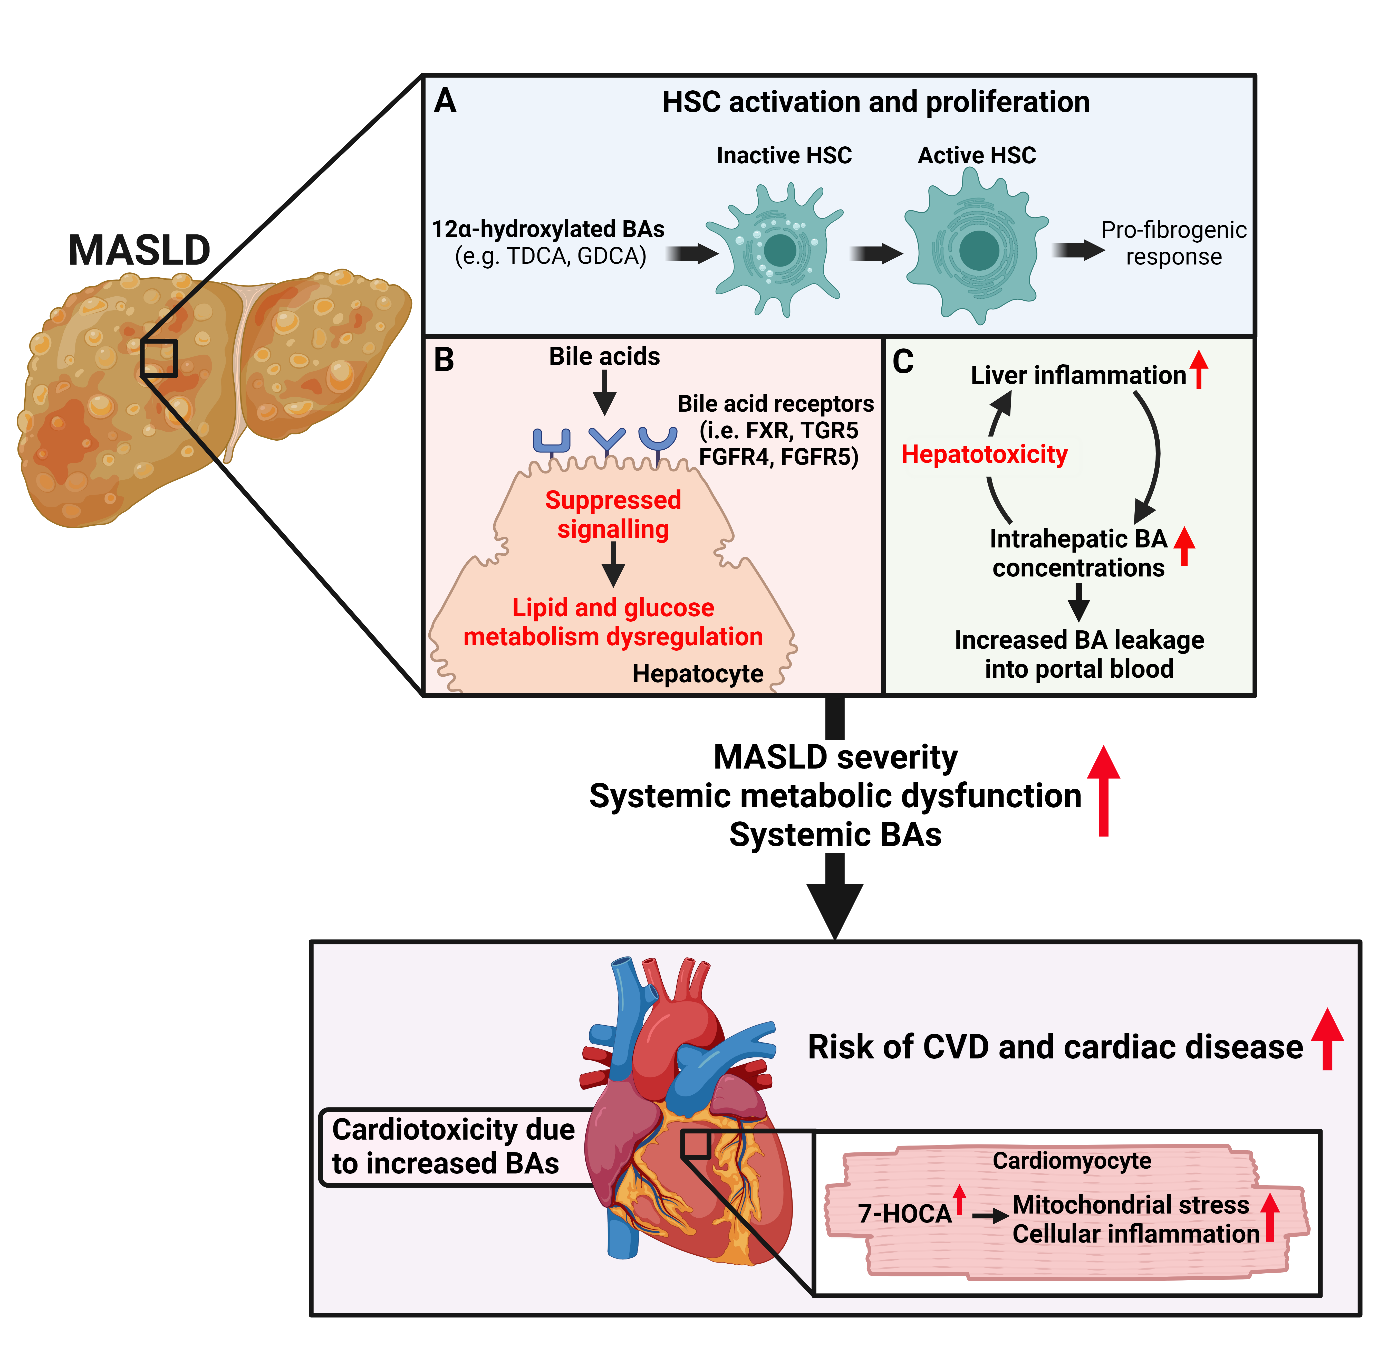 MASLD
A
HSC activation and proliferation
Inactive HSC
Active HSC
12α-hydroxylated BAs
(e.g. TDCA, GDCA)
Pro-fibrogenic
response
B
Bile acids
Bile acid receptors
(i.e. FXR, TGR5
FGFR4, FGFR5)
Suppressed
signalling
Lipid and glucose
metabolism dysregulation
Hepatocyte
C
Liver inflammation
Hepatotoxicity
Intrahepatic BA
concentrations
Increased BA leakage
into portal blood
MASLD severity
Systemic metabolic dysfunction
Systemic BAs
Risk of CVD and cardiac disease
Cardiotoxicity due
to increased BAs
Cardiomyocyte
7-HOCA
Mitochondrial stress
Cellular inflammation